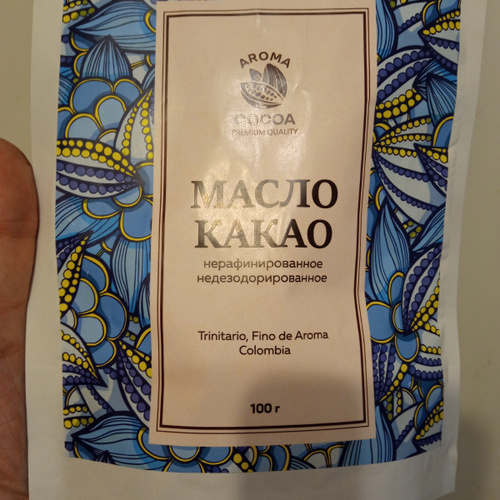 AROMA
COCOA
PREMIUM QUALITY
МАСЛО
КАКАО
нерафинированное
недезодорированное
Trinitario, Fino de Aroma
Colombia
100 г